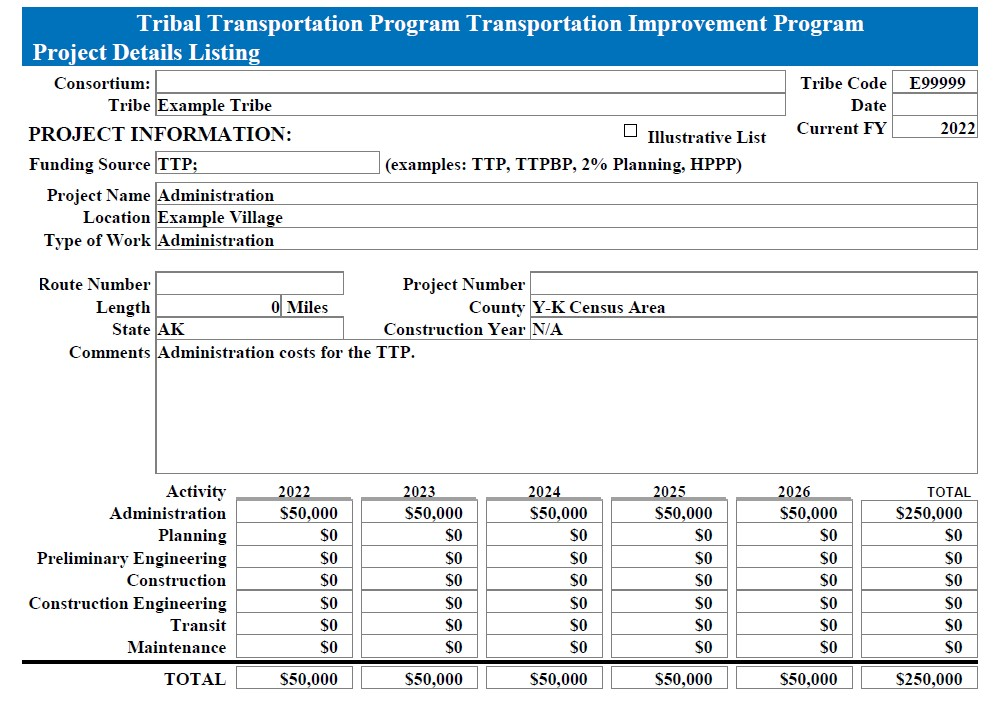 Tribal Transportation Program Transportation Improvement Program
Project Details Listing
Consortium: Tribe Code E99999
Tribe Example Tribe Date
PROJECT INFORMATION: Illustrative List Current FY 2022
Funding Source TTP; (examples: TTP, TTPBP, 2% Planning, HPPP)
Project Name Administration
Location Example Village
Type of Work Administration
Route Number Project Number
Length 0 Miles County Y-K Census Area
State AK Construction Year N/A
Comments Administration costs for the TTP.
Activity 2022 2023 2024 2025 2026 TOTAL
Administration $50,000 $50,000 $50,000 $50,000 $50,000 $250,000
Planning $0 $0 $0 $0 $0 $0
Preliminary Engineering $0 $0 $0 $0 $0 $0
Construction $0 $0 $0 $0 $0 $0
Construction Engineering $0 $0 $0 $0 $0 $0
Transit $0 $0 $0 $0 $0 $0
Maintenance $0 $0 $0 $0 $0 $0
TOTAL $50,000 $50,000 $50,000 $50,000 $50,000 $250,000